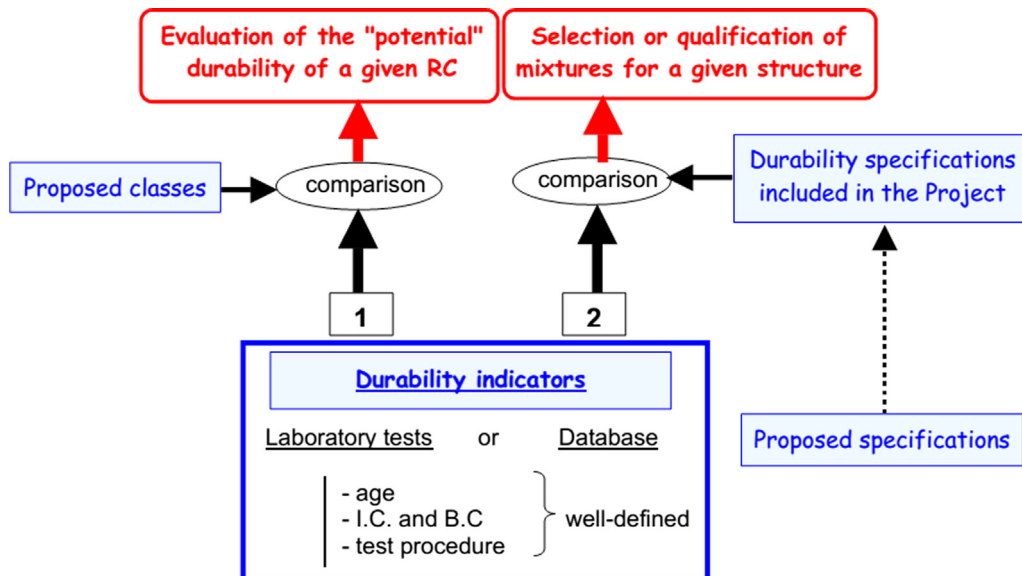 Evaluation of the "potential"
durability of a given RC
Selection or qualification of
mixtures for a given structure
Proposed classes
comparison
comparison
Durability specifications
included in the Project
1
2
Durability indicators
Laboratory tests or Database
- age
- I.C. and B.C
- test procedure
well-defined
Proposed specifications